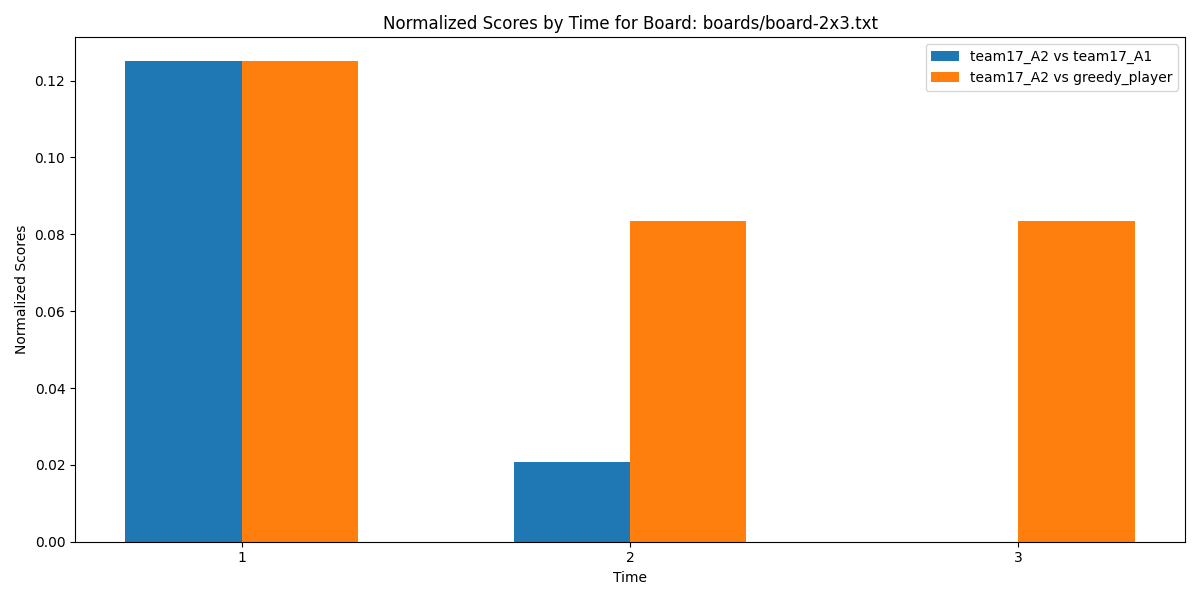 Normalized Scores by Time for Board: boards/board-2x3.txt
team17_A2 vs team17_A1
team17_A2 vs greedy_player
Normalized Scores
0.12
0.10
0.08
0.06
0.04
0.02
0.00
1
2
3
Time